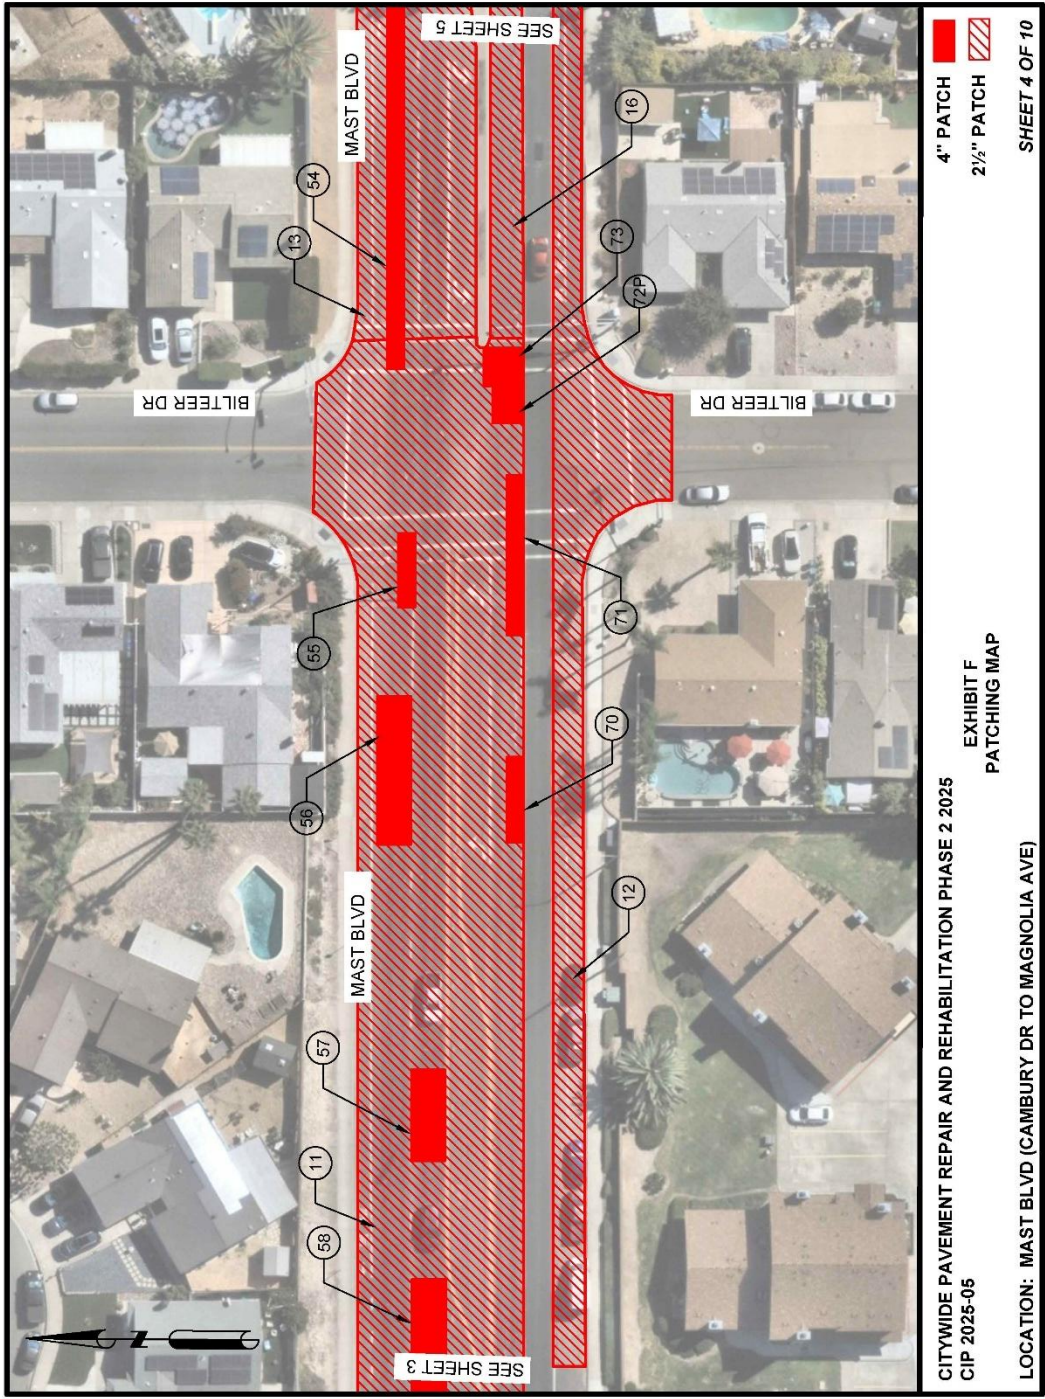 SEE SHEET 5
MAST BLVD
54
13
16
73
72P
BILTEER DR
BILTEER DR
55
71
56
70
MAST BLVD
12
57
11
58
SEE SHEET 3
N
4" PATCH
2½" PATCH
SHEET 4 OF 10
EXHIBIT F
PATCHING MAP
CITYWIDE PAVEMENT REPAIR AND REHABILITATION PHASE 2 2025
CIP 2025-05
LOCATION: MAST BLVD (CAMBURY DR TO MAGNOLIA AVE)